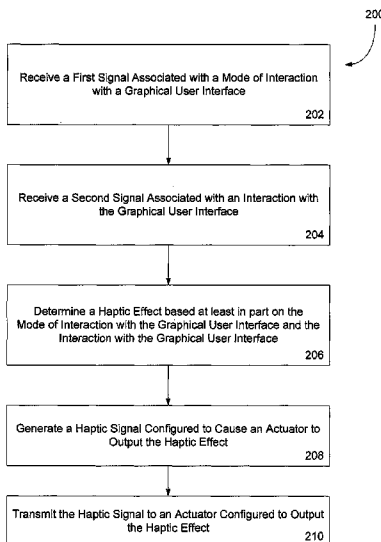 200
Receive a First Signal Associated with a Mode of Interaction
with a Graphical User Interface
202
Receive a Second Signal Associated with an Interaction with
the Graphical User Interface
204
Determine a Haptic Effect based at least in part on the
Mode of Interaction with the Graphical User Interface and the
Interaction with the Graphical User Interface
206
Generate a Haptic Signal Configured to Cause an Actuator to
Output the Haptic Effect
208
Transmit the Haptic Signal to an Actuator Configured to Output
the Haptic Effect
210